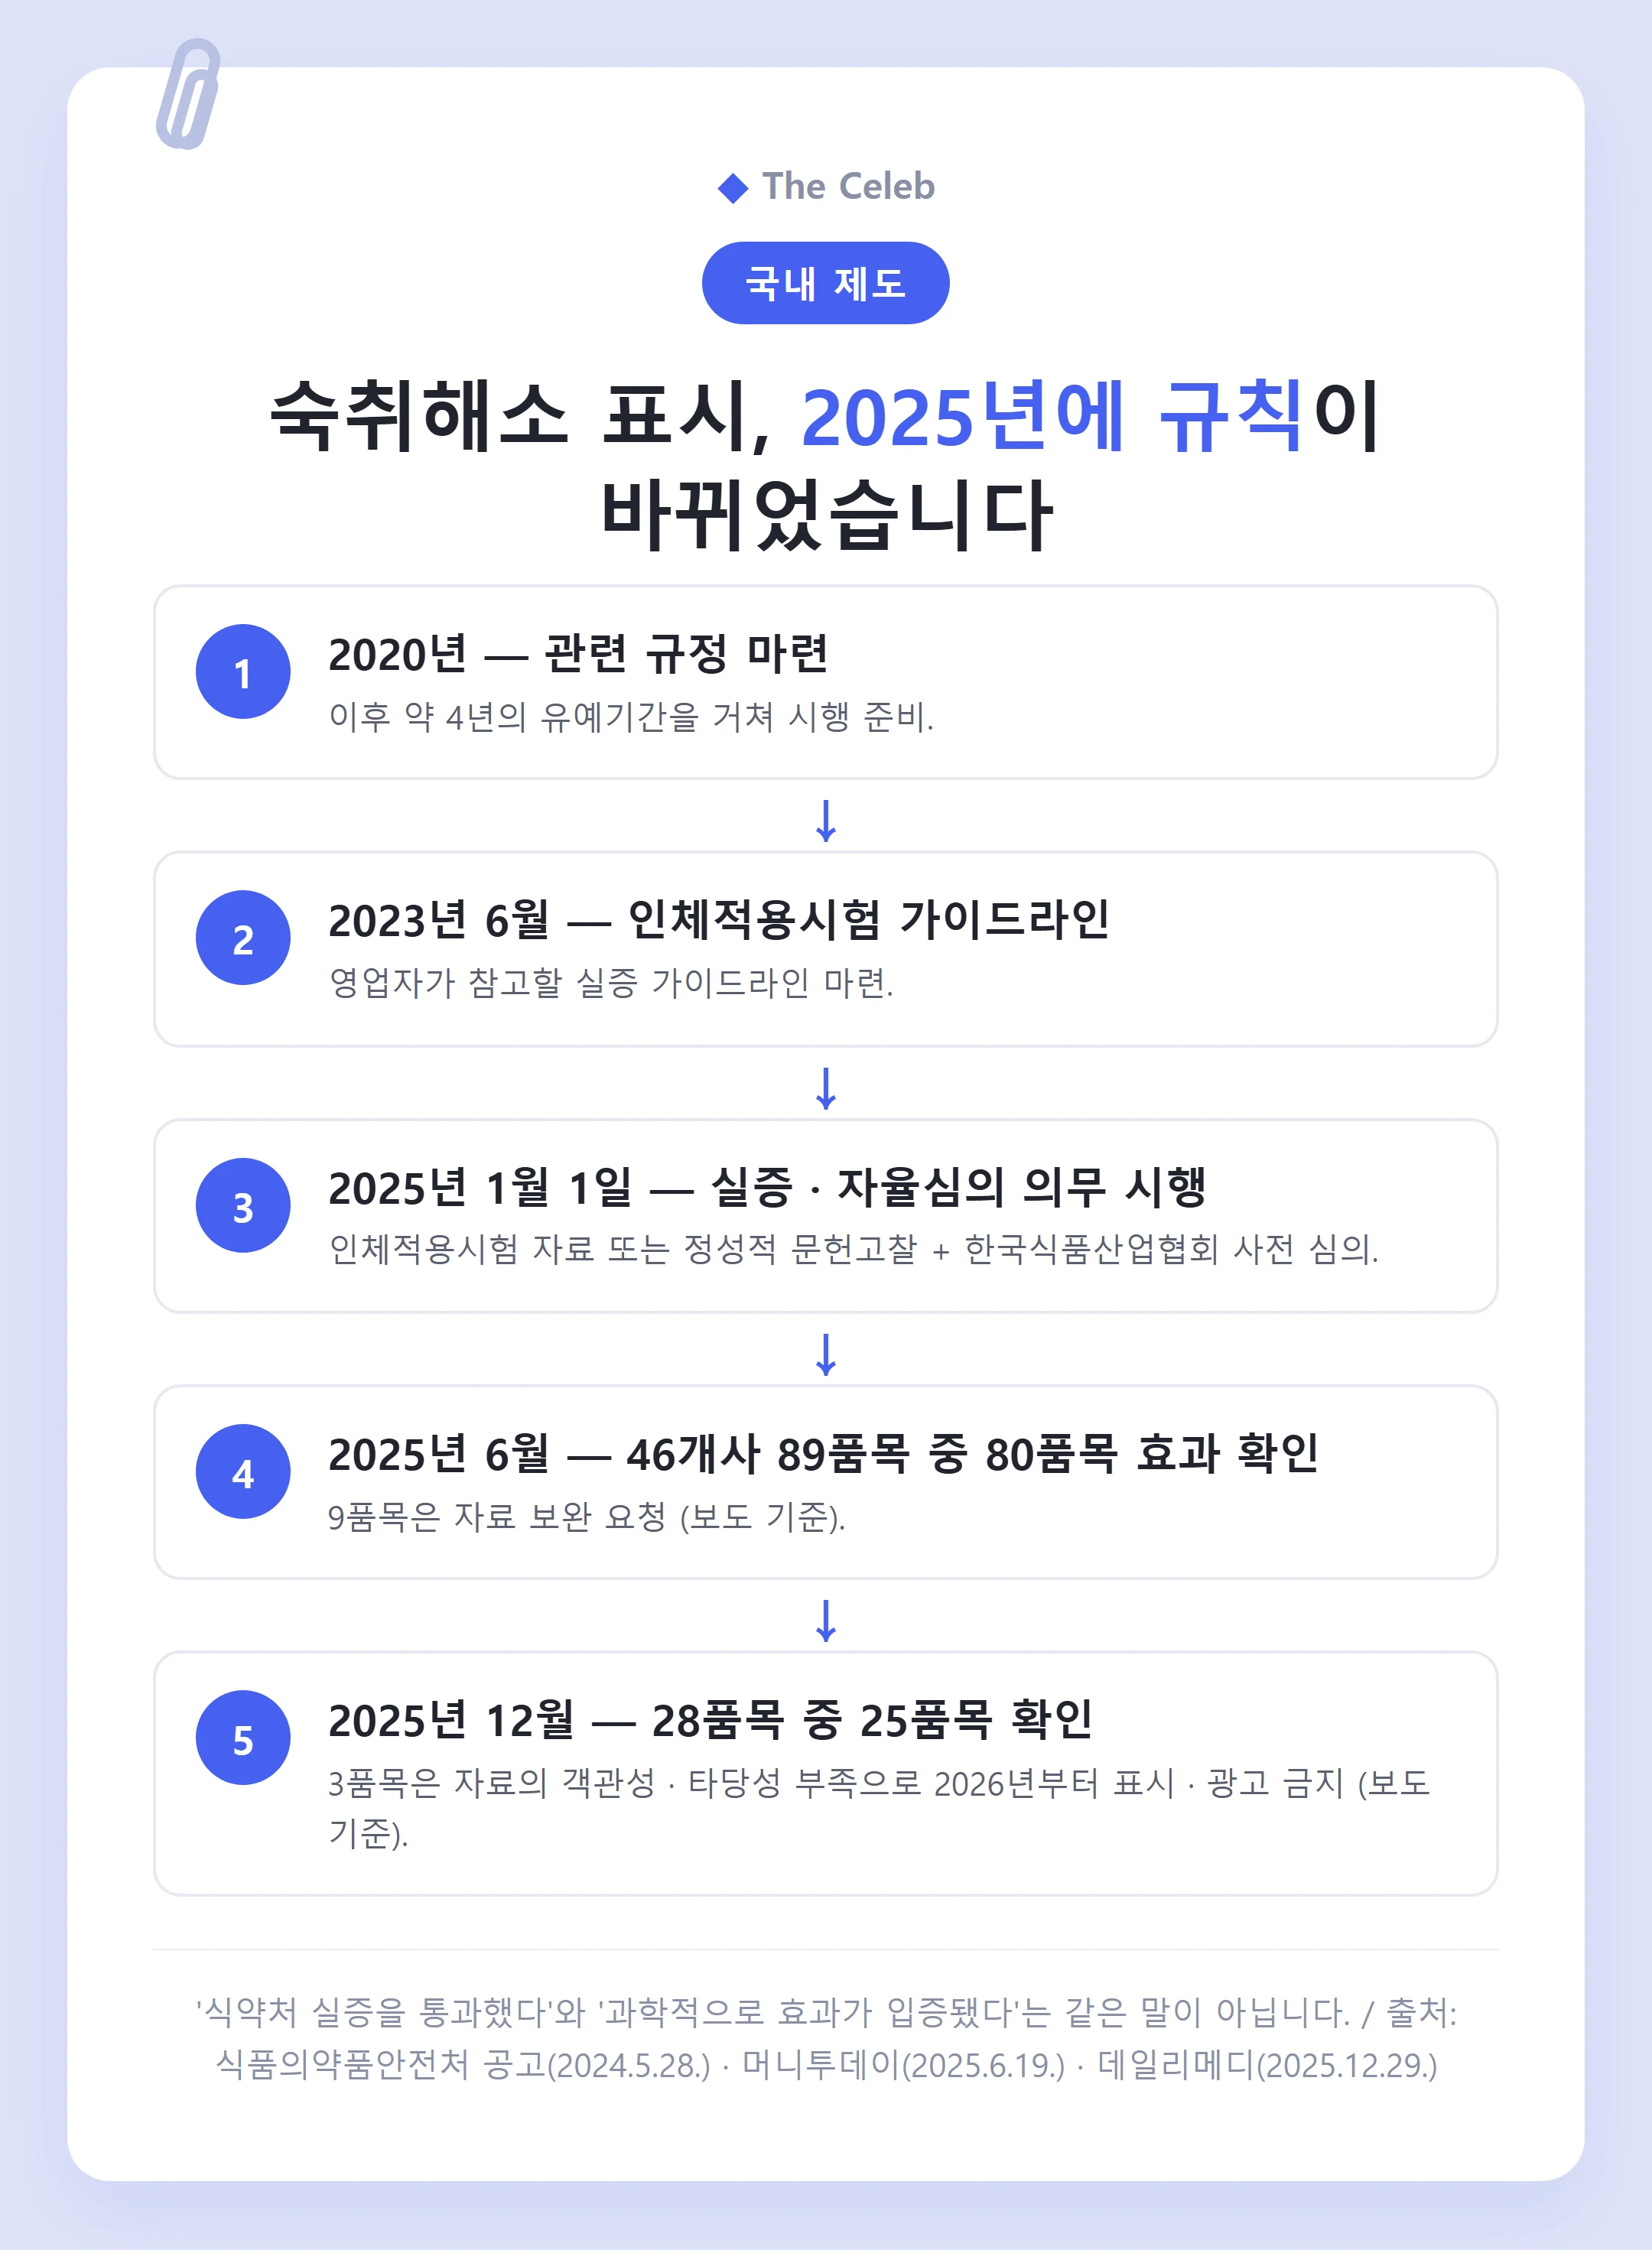 ◆ The Celeb
국내 제도
숙취해소 표시, 2025년에 규칙이
바뀌었습니다
1
2020년 — 관련 규정 마련
이후 약 4년의 유예기간을 거쳐 시행 준비.
↓
2
2023년 6월 — 인체적용시험 가이드라인
영업자가 참고할 실증 가이드라인 마련.
↓
3
2025년 1월 1일 — 실증 · 자율심의 의무 시행
인체적용시험 자료 또는 정성적 문헌고찰 + 한국식품산업협회 사전 심의.
↓
4
2025년 6월 — 46개사 89품목 중 80품목 효과 확인
9품목은 자료 보완 요청 (보도 기준).
↓
5
2025년 12월 — 28품목 중 25품목 확인
3품목은 자료의 객관성 · 타당성 부족으로 2026년부터 표시 · 광고 금지 (보도
기준).
'식약처 실증을 통과했다'와 '과학적으로 효과가 입증됐다'는 같은 말이 아닙니다. / 출처:
식품의약품안전처 공고(2024.5.28.) · 머니투데이(2025.6.19.) · 데일리메디(2025.12.29.)